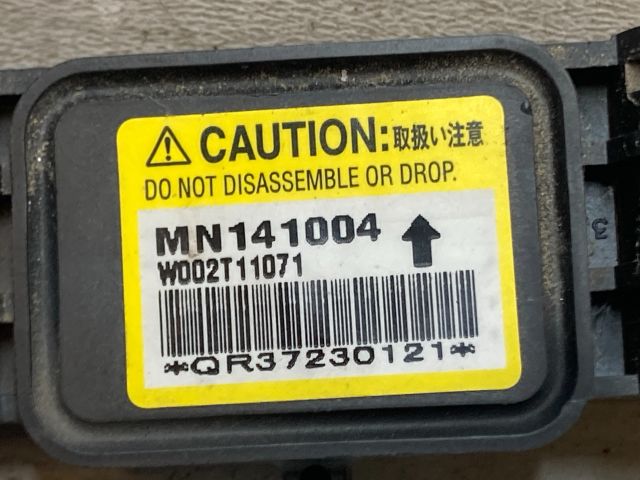 CAUTION:取扱い注意
DO NOT DISASSEMBLE OR DROP.
MN141004
W002T11071
*QR37230121*